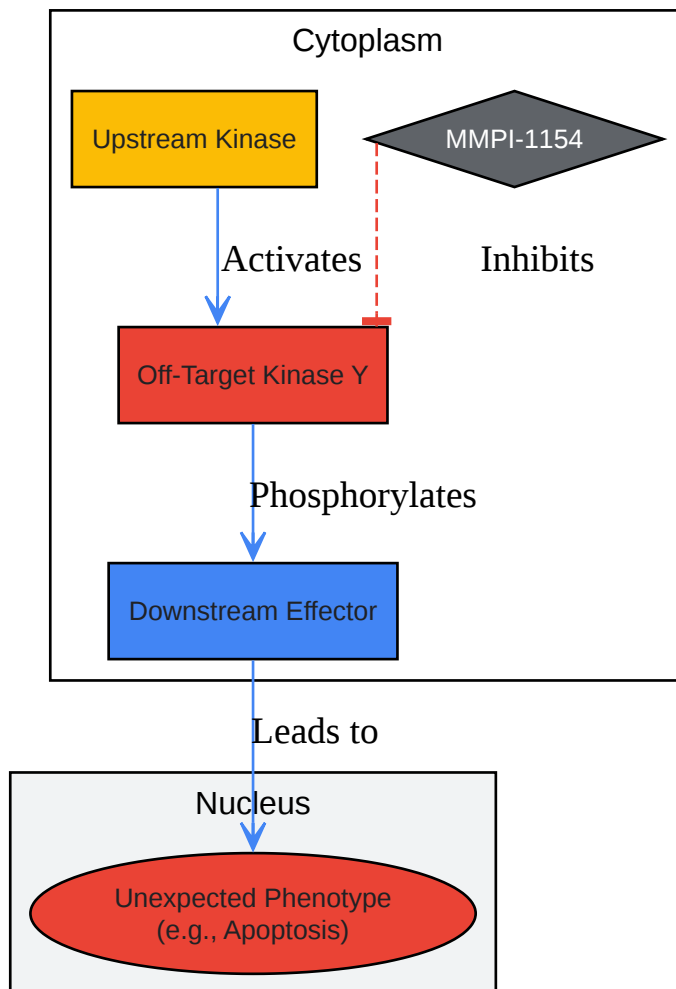 Cytoplasm
Upstream Kinase
MMPI-1154
Activates
Inhibits
Off-Target Kinase Y
Phosphorylates
Downstream Effector
Leads to
Nucleus
Unexpected Phenotype
(e.g., Apoptosis)